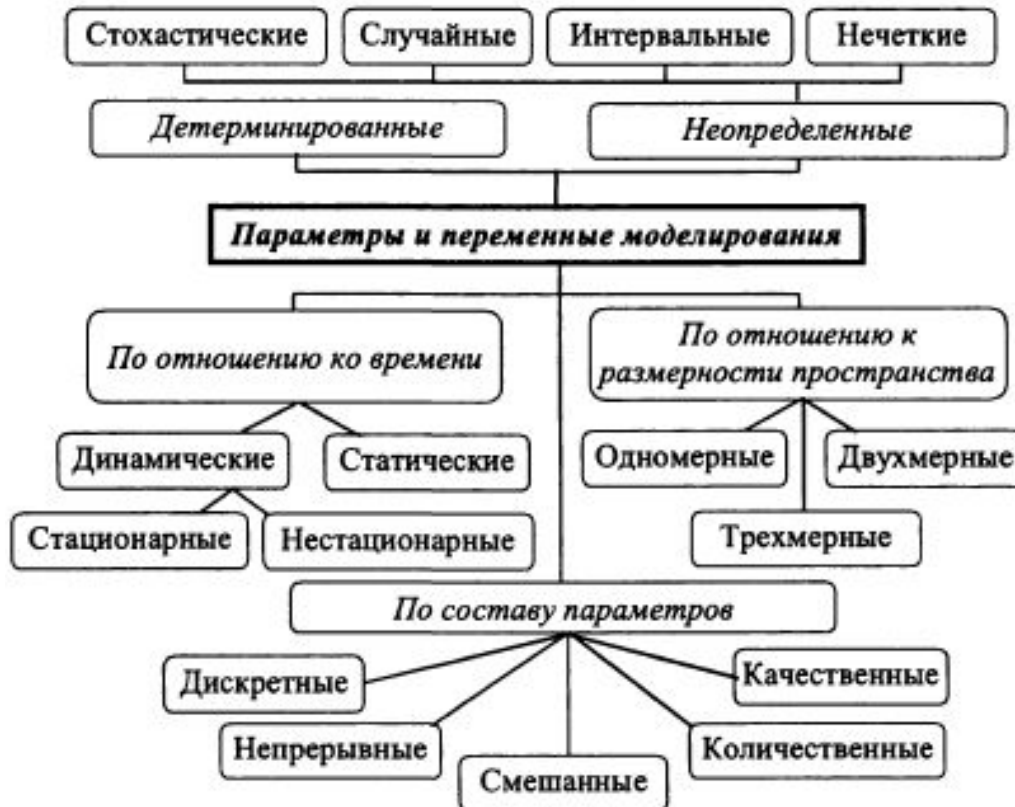 Стохастические
Случайные
Интервальные
Нечеткие
Детерминированные
Неопределенные
Параметры и переменные моделирования
По отношению ко времени
По отношению к
размерности пространства
Динамические
Статические
Одномерные
Двухмерные
Стационарные
Нестационарные
Трехмерные
По составу параметров
Дискретные
Качественные
Непрерывные
Количественные
Смешанные